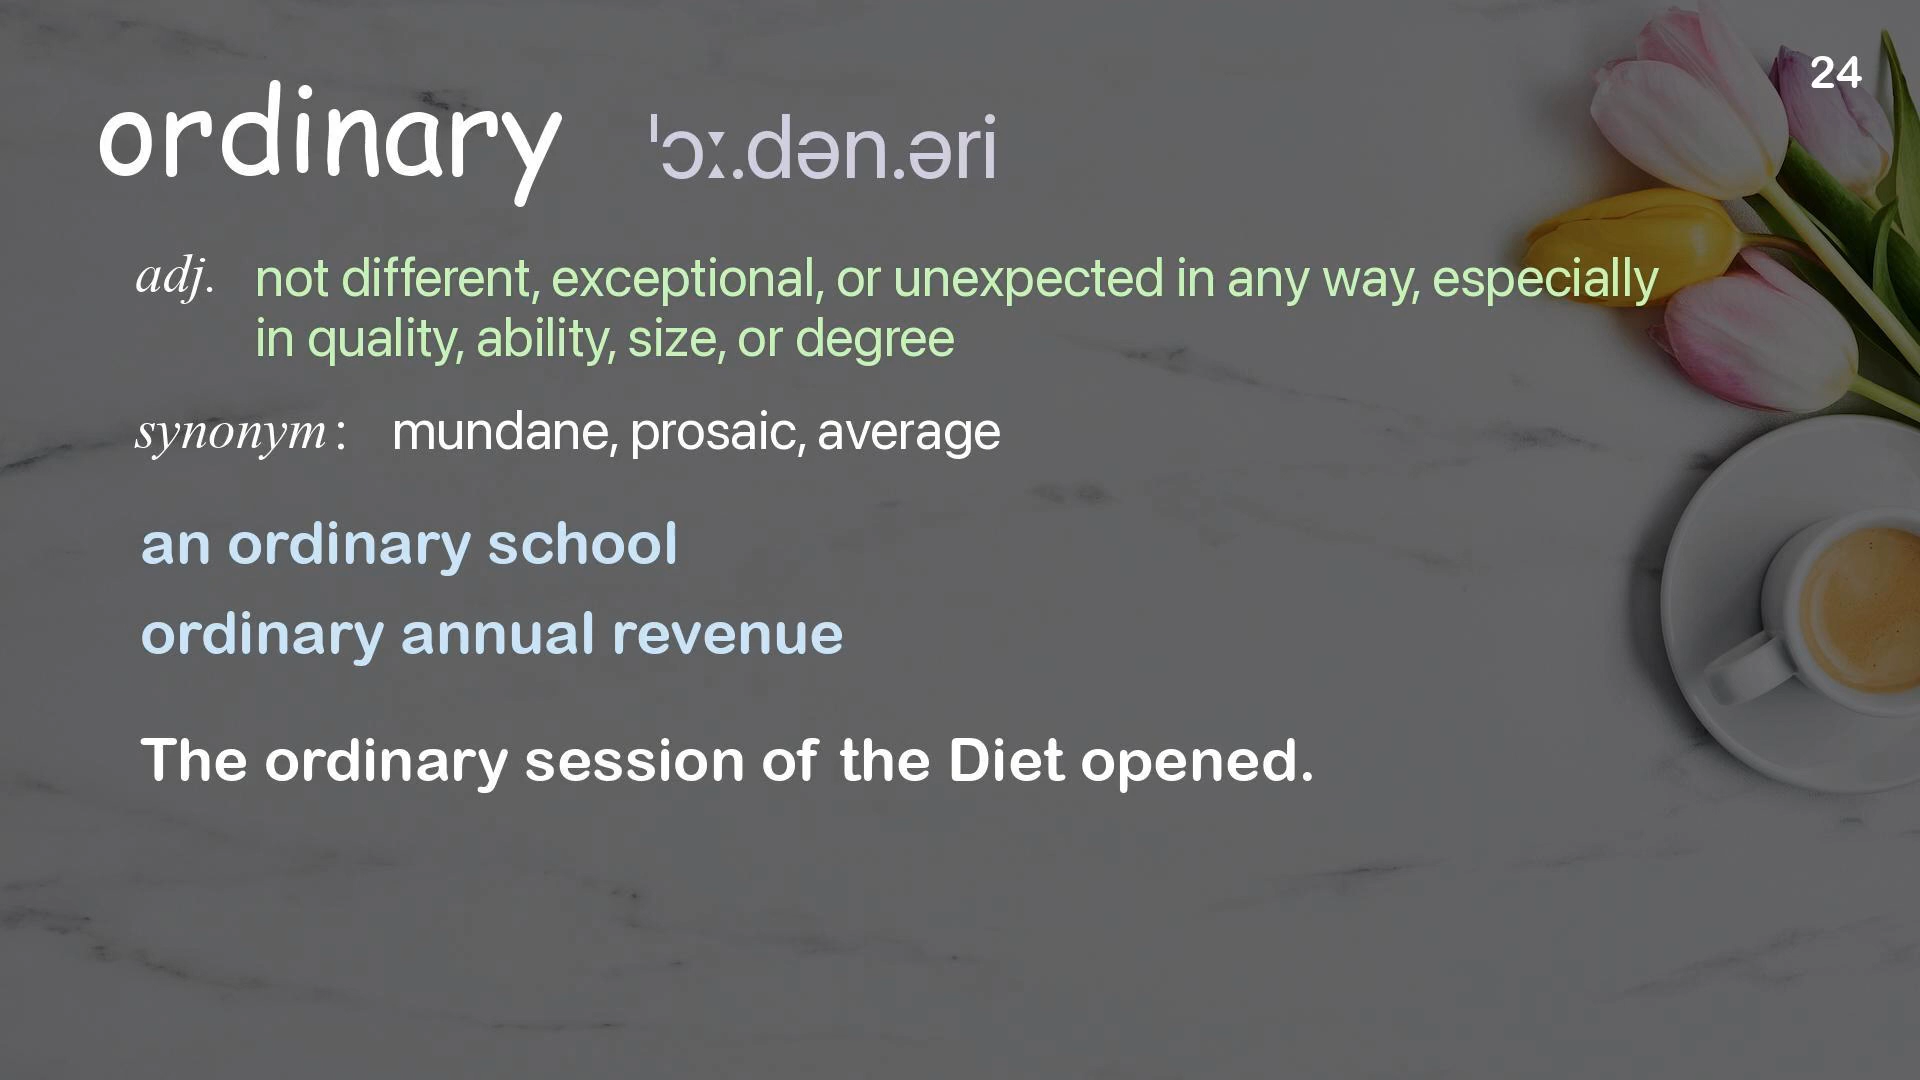 24
ordinary ˈɔː.dən.əri
adj. not different, exceptional, or unexpected in any way, especially
in quality, ability, size, or degree
synonym : mundane, prosaic, average
an ordinary school
ordinary annual revenue
The ordinary session of the Diet opened.